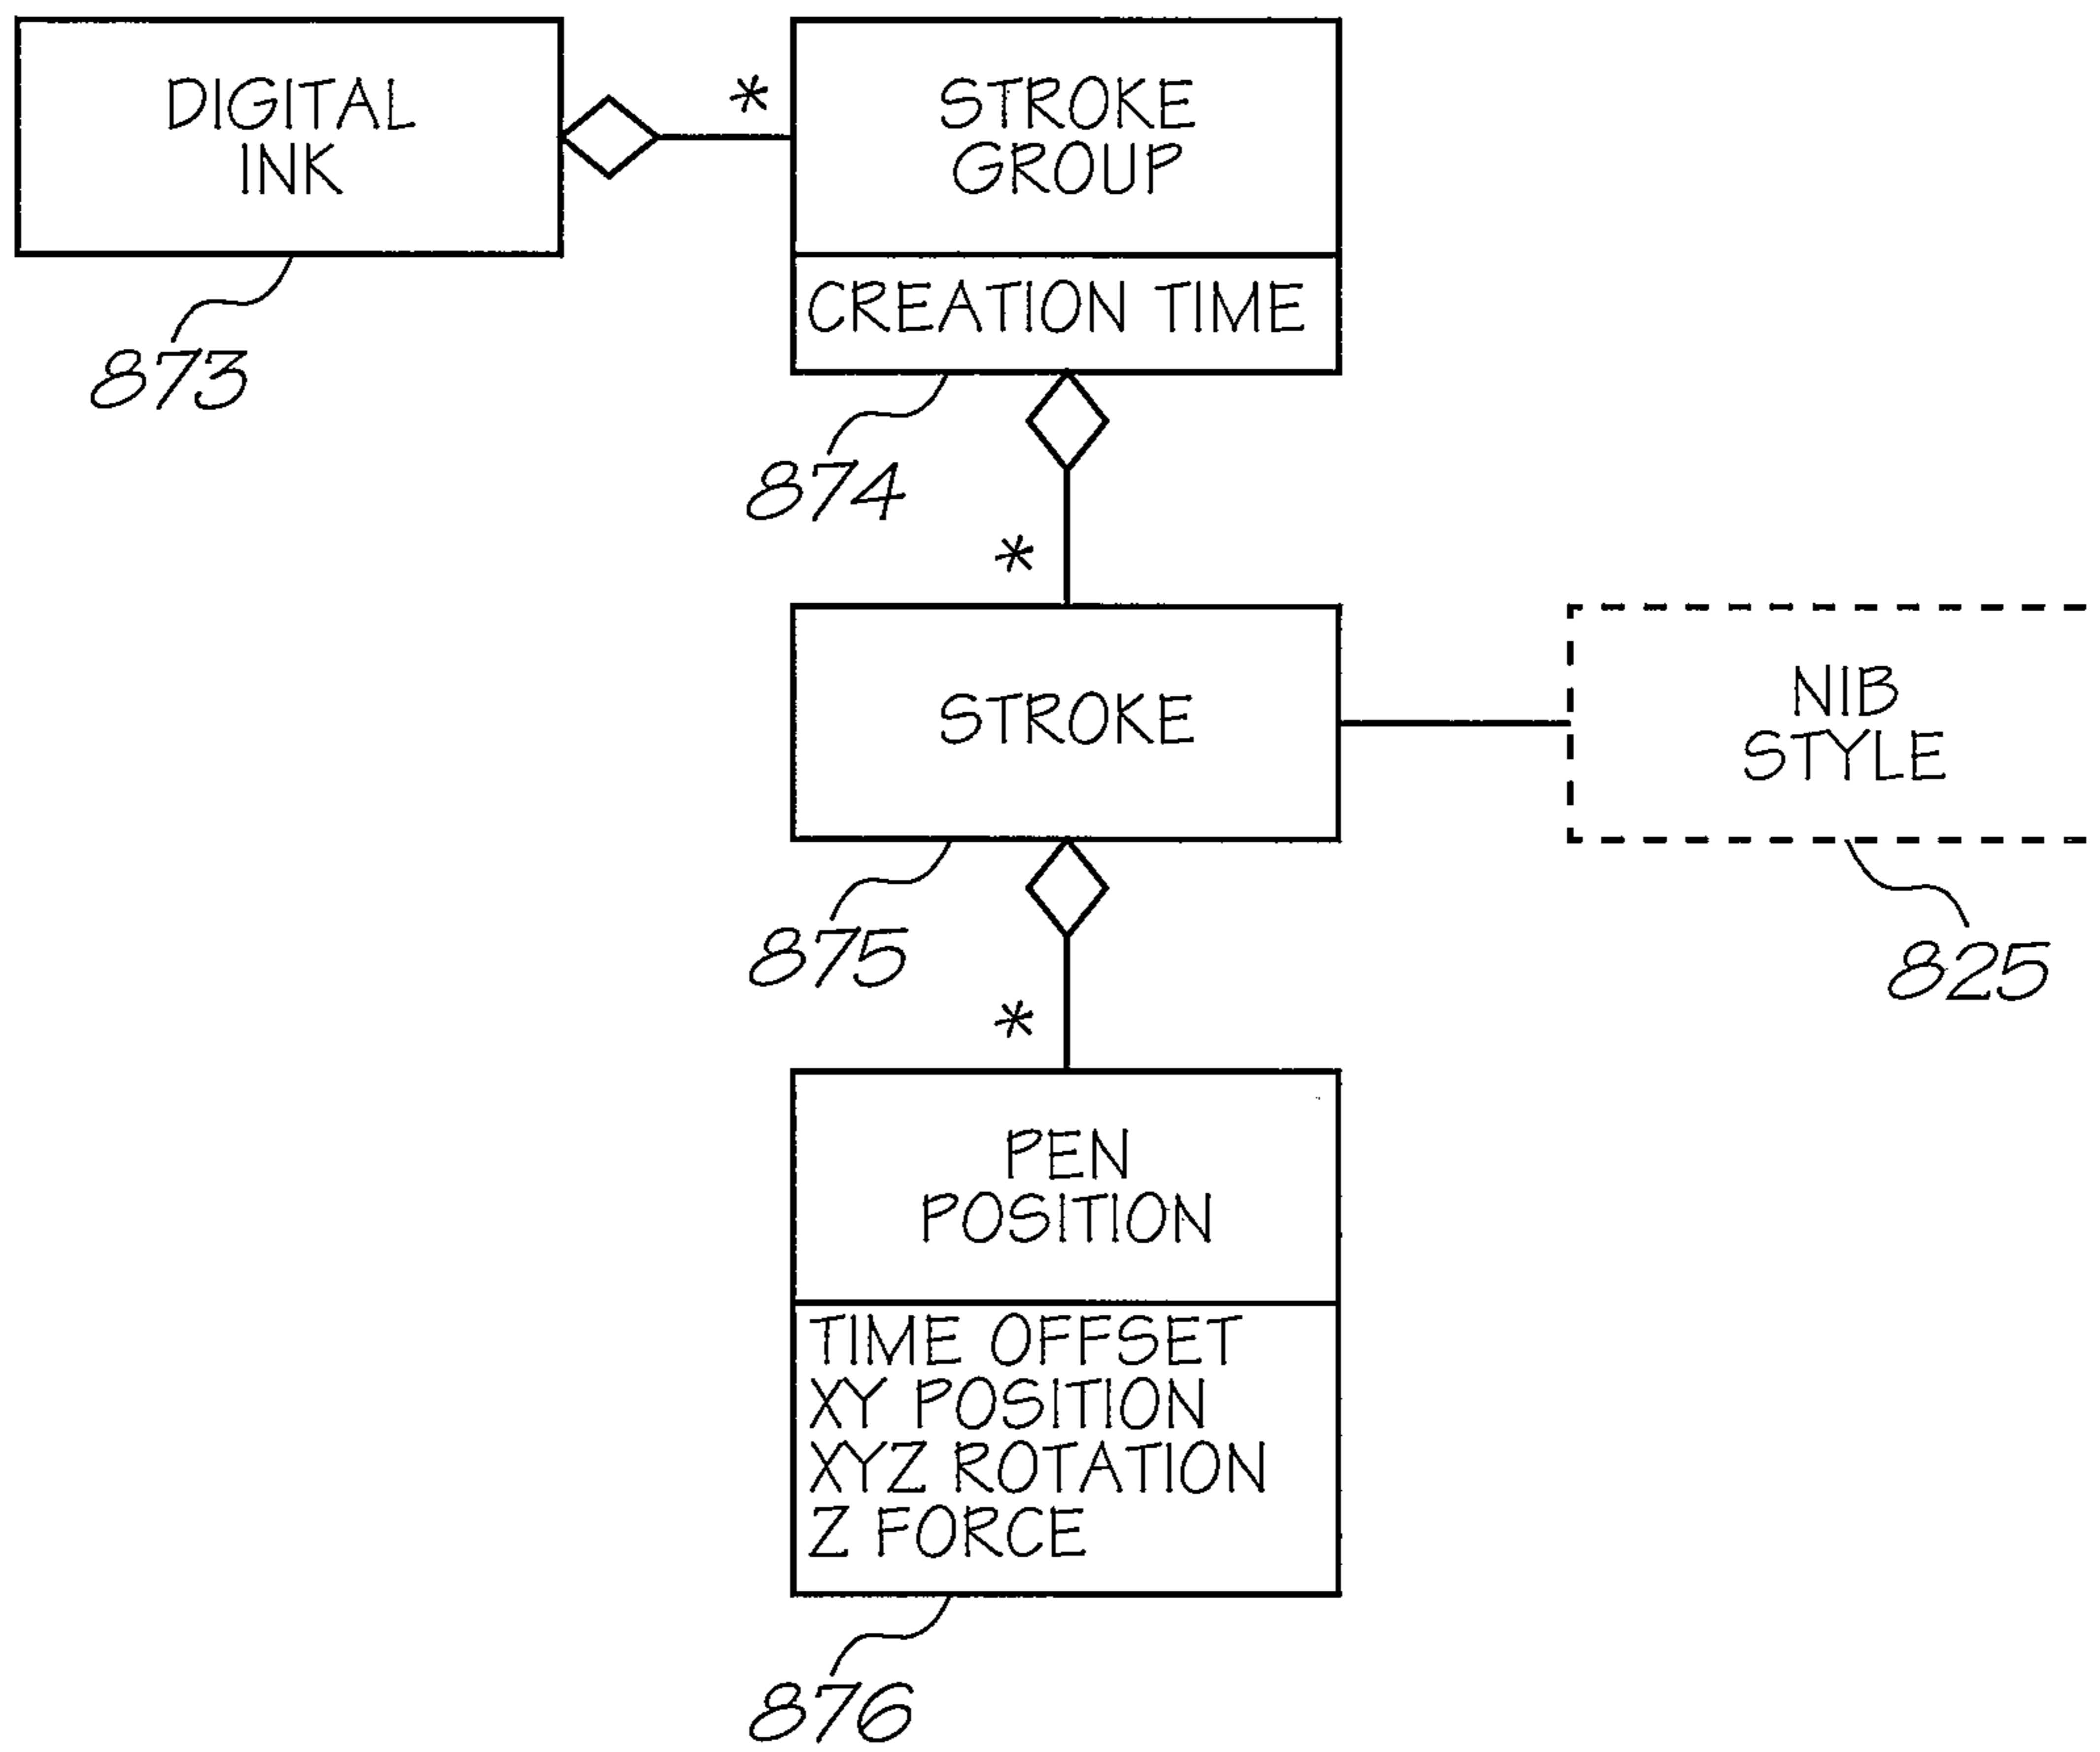 DIGITAL
INK
*
STROKE
GROUP
CREATION TIME
873
874
*
STROKE
NIB
STYLE
875
825
*
PEN
POSITION
TIME OFFSET
XY POSITION
XYZ ROTATION
Z FORCE
876